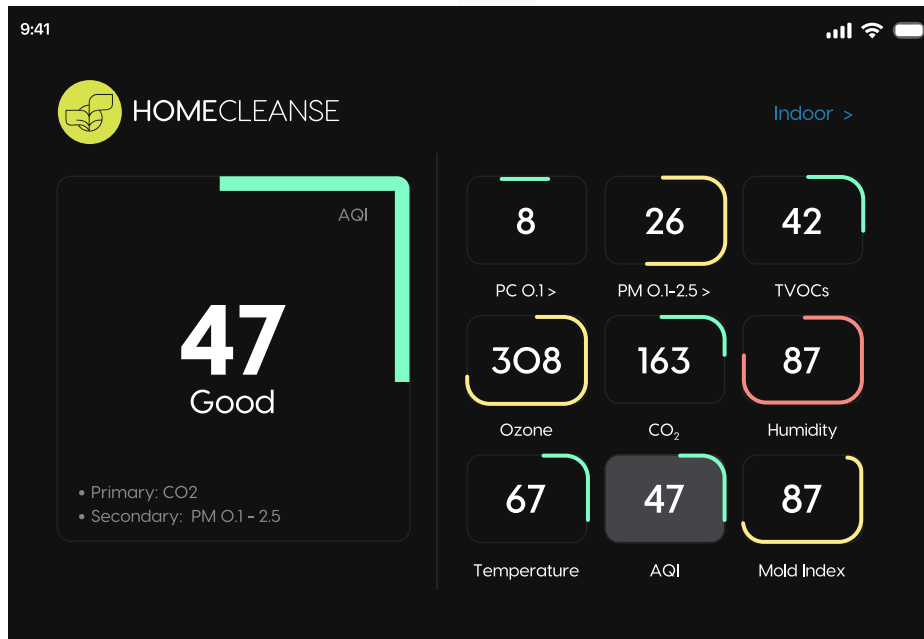 9:41
HOMECLEANSE
Indoor >
AQI
47
Good
• Primary: CO2
• Secondary: PM 0.1 - 2.5
8
26
42
PC 0.1 >
PM 0.1-2.5 >
TVOCs
308
163
87
Ozone
CO₂
Humidity
67
47
87
Temperature
AQI
Mold Index